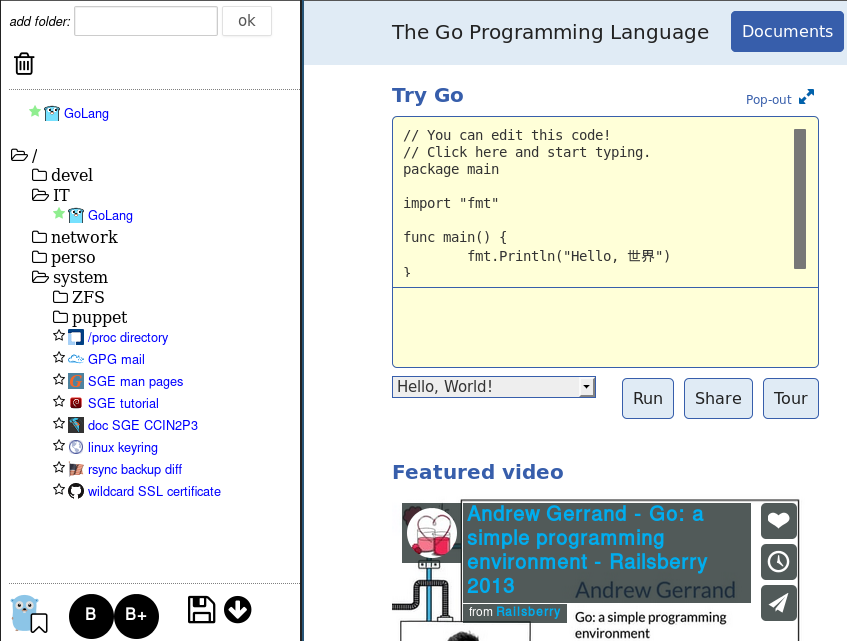 add folder:
ok
GoLang
/
devel
IT
GoLang
network
perso
system
ZFS
puppet
/proc directory
GPG mail
SGE man pages
SGE tutorial
doc SGE CCIN2P3
linux keyring
rsync backup diff
wildcard SSL certificate
B
B+
The Go Programming Language
Documents
Try Go
Pop-out
// You can edit this code!
// Click here and start typing.
package main
import "fmt"
func main() {
fmt.Println("Hello, 世界")
}
Hello, World!
Run
Share
Tour
Featured video
Andrew Gerrand - Go: a
simple programming
environment - Railsberry
2013
from Railsberry
Andrew Gerrand
Go: a simple programming
environment